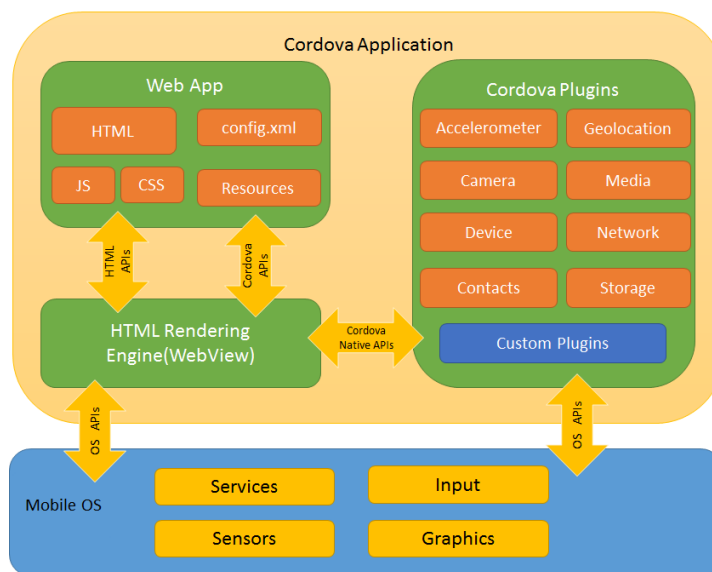 Cordova Application
Web App
HTML
config.xml
JS
CSS
Resources
HTML
APIs
Cordova
APIs
HTML Rendering
Engine(WebView)
Cordova
Native APIs
Cordova Plugins
Accelerometer
Geolocation
Camera
Media
Device
Network
Contacts
Storage
Custom Plugins
OS APIs
OS APIs
Mobile OS
Services
Input
Sensors
Graphics